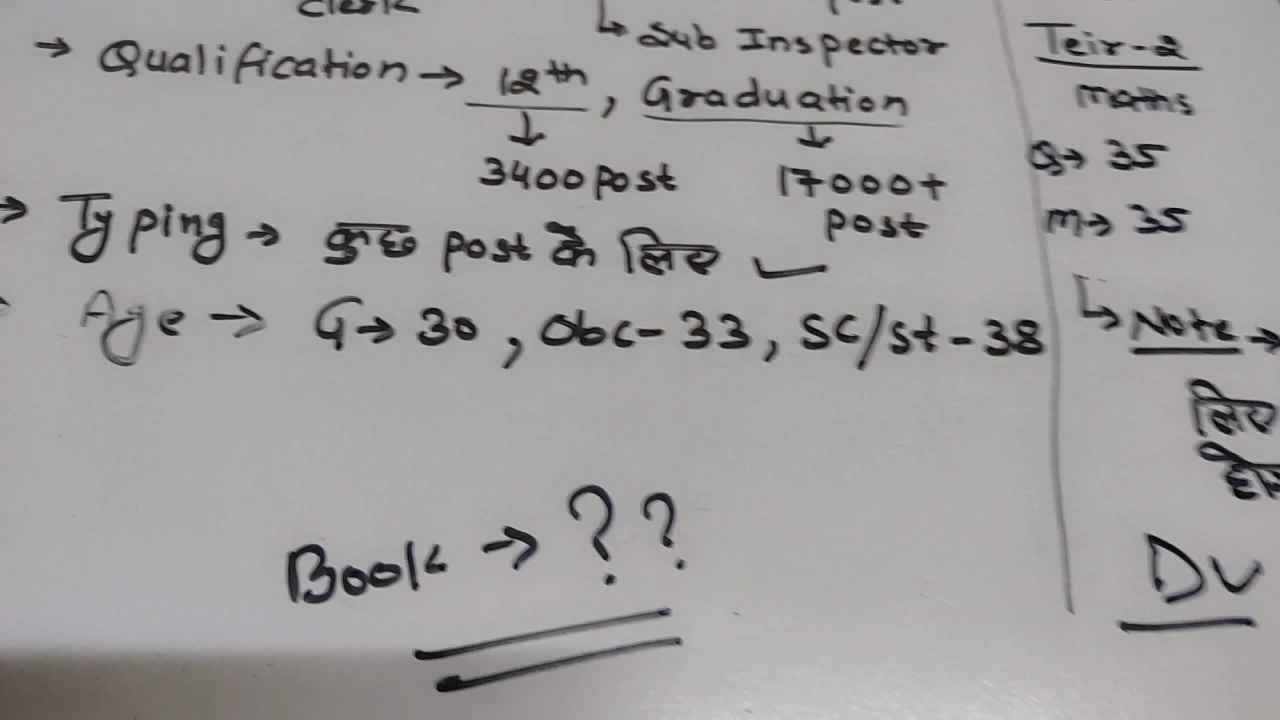 Clerk
↳ Sub Inspector
→ Qualification → 12th, Graduation
↓ ↓
3400 post 17000+
post
→ Typing → कुछ post के लिए ✓
Age → G → 30, Obc - 33, SC/St - 38
Book → ??
Teir-2
maths
Q → 35
m → 35
↳ Note →
लिए
DV